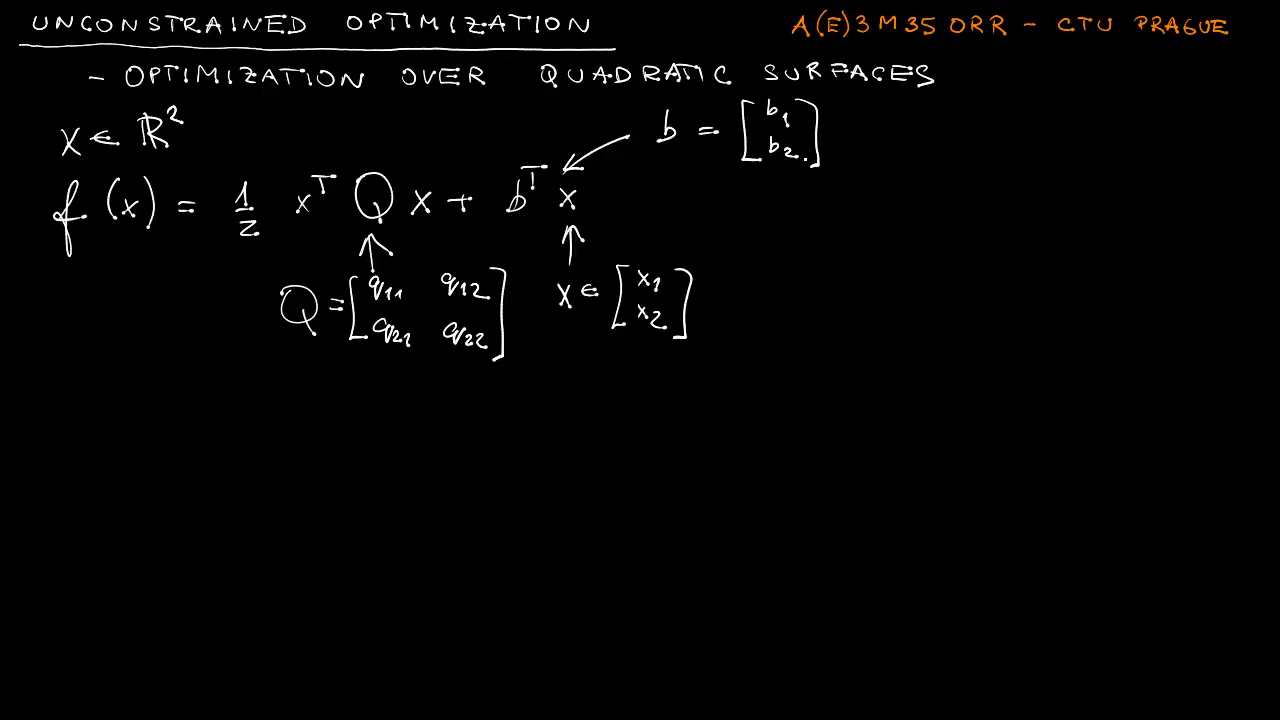 UNCONSTRAINED OPTIMIZATION
A(E)3M35ORR - CTU PRAGUE
- OPTIMIZATION OVER QUADRATIC SURFACES
x ∈ ℝ²
b = [b₁ b₂]
f(x) = 1/2 xᵀ Q x + bᵀ x
Q = [q₁₁ q₁₂
q₂₁ q₂₂]
x ∈ [x₁ x₂]